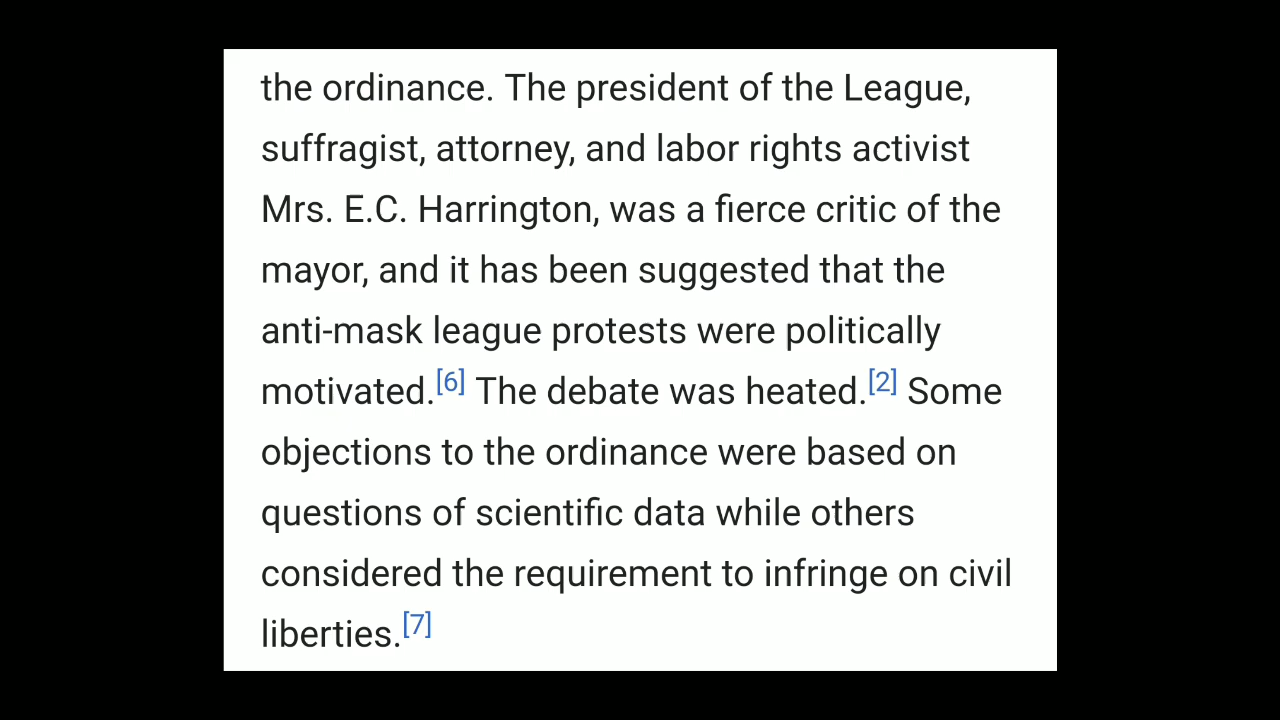 the ordinance. The president of the League,
suffragist, attorney, and labor rights activist
Mrs. E.C. Harrington, was a fierce critic of the
mayor, and it has been suggested that the
anti-mask league protests were politically
motivated.[6] The debate was heated.[2] Some
objections to the ordinance were based on
questions of scientific data while others
considered the requirement to infringe on civil
liberties.[7]